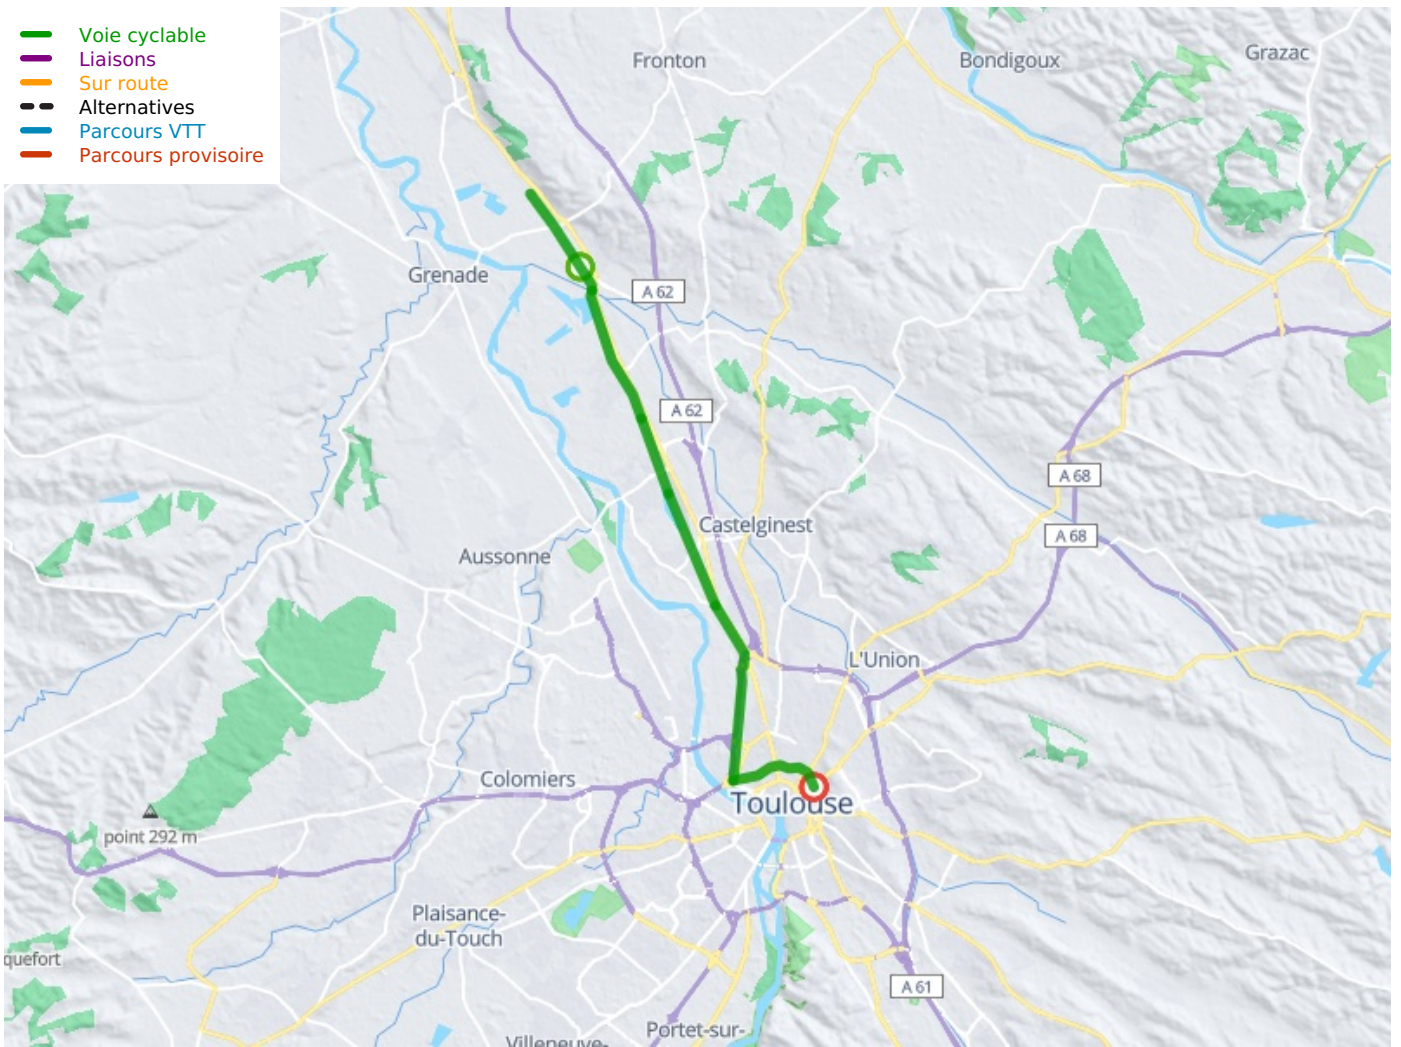 Voie cyclable
Liaisons
Sur route
Alternatives
Parcours VTT
Parcours provisoire
Fronton
Bondigoux
Grazac
Grenade
A 62
A 62
A 68
Castelginest
A 68
Aussonne
L'Union
Colomiers
Toulouse
point 292 m
Plaisance-
du-Touch
quefort
A 61
Portet-sur-
Villeneuve-